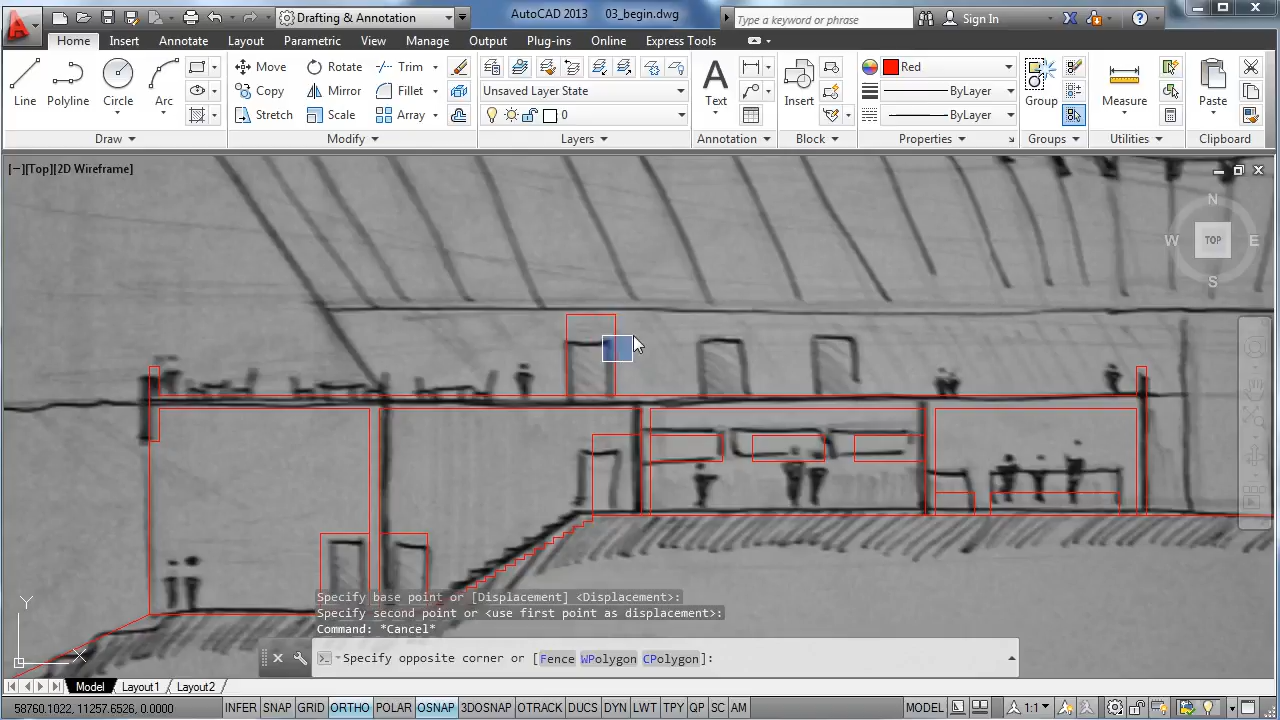 Drafting & Annotation
AutoCAD 2013 03_begin.dwg
Type a keyword or phrase
Sign In
Home Insert Annotate Layout Parametric View Manage Output Plug-ins Online Express Tools
Line Polyline Circle Arc
Move Rotate Trim
Copy Mirror Fillet
Stretch Scale Array
Unsaved Layer State
0
Text
Insert
Red
ByLayer
ByLayer
Group
Measure
Paste
Draw Modify Layers Annotation Block Properties Groups Utilities Clipboard
[−][Top][2D Wireframe]
N
W TOP E
S
Y
X
Specify base point or [Displacement] <Displacement>:
Specify second point or <use first point as displacement>:
Command: *Cancel*
Specify opposite corner or [Fence WPolygon CPolygon]:
Model Layout1 Layout2
58760.1022, 11257.6526, 0.0000 INFER SNAP GRID ORTHO POLAR OSNAP 3DOSNAP OTRACK DUCS DYN LWT TPY QP SC AM MODEL 1:1